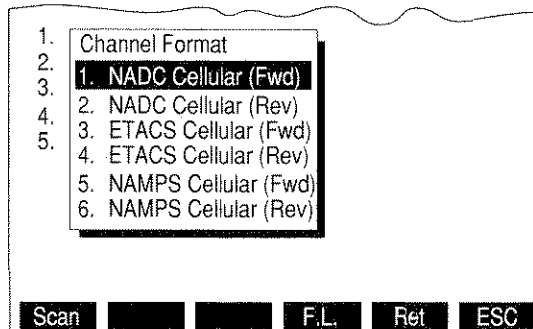 1.
2.
3.
4.
5.
Channel Format
1. NADC Cellular (Fwd)
2. NADC Cellular (Rev)
3. ETACS Cellular (Fwd)
4. ETACS Cellular (Rev)
5. NAMPS Cellular (Fwd)
6. NAMPS Cellular (Rev)
Scan F.L. Ret ESC